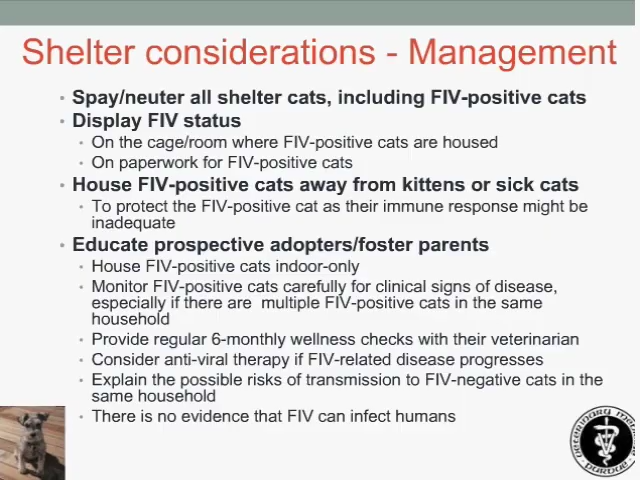 Shelter considerations - Management
• Spay/neuter all shelter cats, including FIV-positive cats
• Display FIV status
• On the cage/room where FIV-positive cats are housed
• On paperwork for FIV-positive cats
• House FIV-positive cats away from kittens or sick cats
• To protect the FIV-positive cat as their immune response might be
inadequate
• Educate prospective adopters/foster parents
• House FIV-positive cats indoor-only
• Monitor FIV-positive cats carefully for clinical signs of disease,
especially if there are multiple FIV-positive cats in the same
household
• Provide regular 6-monthly wellness checks with their veterinarian
• Consider anti-viral therapy if FIV-related disease progresses
• Explain the possible risks of transmission to FIV-negative cats in the
same household
• There is no evidence that FIV can infect humans
VETERINARY
PURDUE